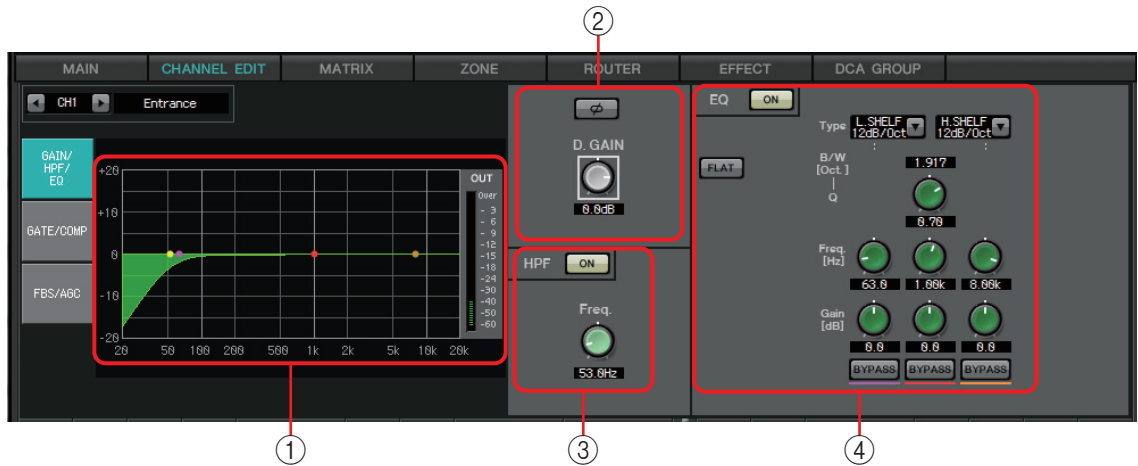 ②
MAIN CHANNEL EDIT MATRIX ZONE ROUTER EFFECT DCA GROUP
CH1 Entrance
GAIN/
HPF/
EQ
GATE/COMP
FBS/AGC
+20
+10
0
-10
-20
20 50 100 200 500 1k 2k 5k 10k 20k
OUT
Over
- 3
- 6
- 9
-12
-15
-18
-24
-30
-40
-50
-60
D. GAIN
0.0dB
HPF ON
Freq.
53.0Hz
EQ ON
FLAT
Type L.SHELF 12dB/Oct H.SHELF 12dB/Oct
B/W
[Oct.]
Q
1.917
0.70
Freq.
[Hz]
63.0 1.00k 8.00k
Gain
[dB]
0.0 0.0 0.0
BYPASS BYPASS BYPASS
① ③ ④